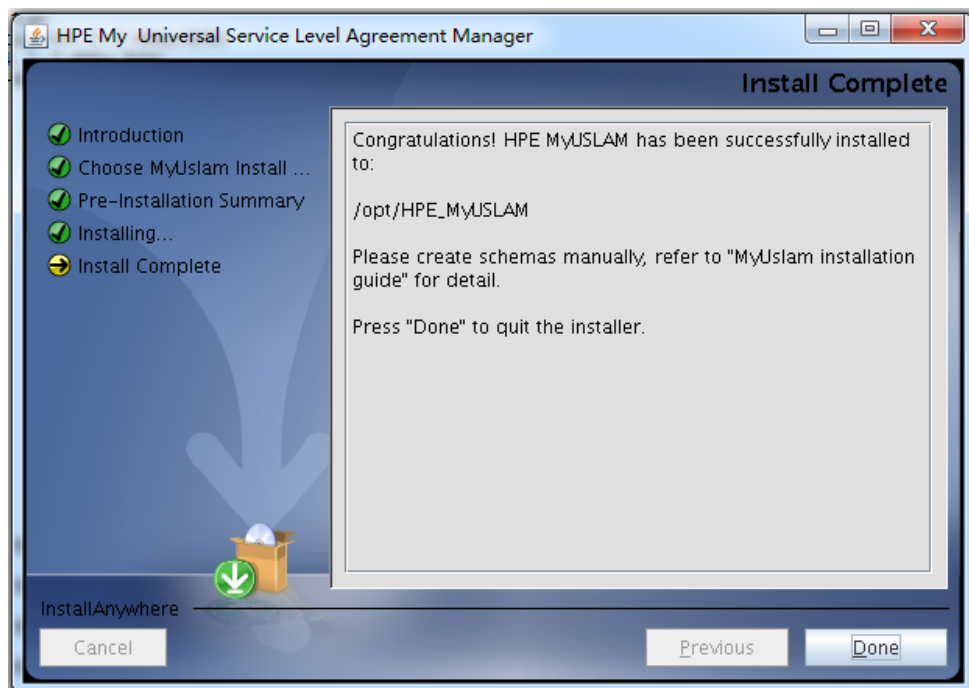 HPE My  Universal Service Level Agreement Manager
Install Complete
Introduction
Choose MyUslam Install ...
Pre-Installation Summary
Installing...
Install Complete
Congratulations! HPE MyUSLAM has been successfully installed
to:
/opt/HPE_MyUSLAM
Please create schemas manually, refer to "MyUslam installation
guide" for detail.
Press "Done" to quit the installer.
InstallAnywhere
Cancel
Previous
Done